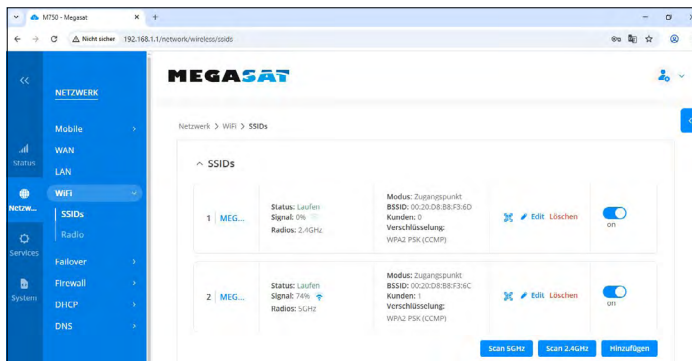 M750 - Megasat
Nicht sicher 192.168.1.1/network/wireless/ssids
MEGASAT
NETZWERK
Mobile
WAN
LAN
WiFi
SSIDs
Radio
Failover
Firewall
DHCP
DNS
Status
Netzw...
Services
System
Netzwerk > WiFi > SSIDs
SSIDs
1 MEG...
Status: Laufen
Signal: 0%
Radios: 2,4GHz
Modus: Zugangspunkt
BSSID: 00:20:D8:B8:F3:6D
Kunden: 0
Verschlüsselung:
WPA2 PSK (CCMP)
Edit Löschen
on
2 MEG...
Status: Laufen
Signal: 74%
Radios: 5GHz
Modus: Zugangspunkt
BSSID: 00:20:D8:B8:F3:6C
Kunden: 1
Verschlüsselung:
WPA2 PSK (CCMP)
Edit Löschen
on
Scan 5GHz Scan 2.4GHz Hinzufügen